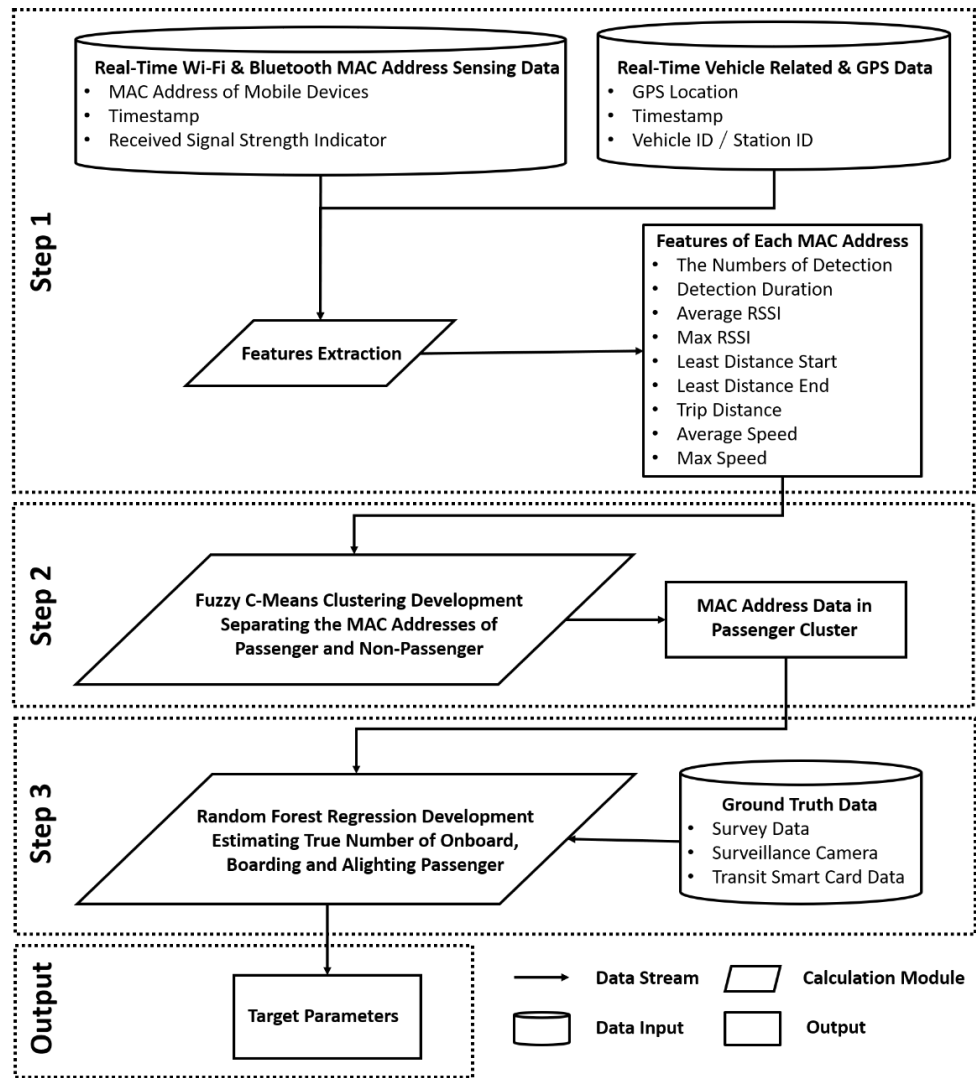 Step 1
Real-Time Wi-Fi & Bluetooth MAC Address Sensing Data
• MAC Address of Mobile Devices
• Timestamp
• Received Signal Strength Indicator
Real-Time Vehicle Related & GPS Data
• GPS Location
• Timestamp
• Vehicle ID / Station ID
Features Extraction
Features of Each MAC Address
• The Numbers of Detection
• Detection Duration
• Average RSSI
• Max RSSI
• Least Distance Start
• Least Distance End
• Trip Distance
• Average Speed
• Max Speed
Step 2
Fuzzy C-Means Clustering Development
Separating the MAC Addresses of
Passenger and Non-Passenger
MAC Address Data in
Passenger Cluster
Step 3
Random Forest Regression Development
Estimating True Number of Onboard,
Boarding and Alighting Passenger
Ground Truth Data
• Survey Data
• Surveillance Camera
• Transit Smart Card Data
Output
Target Parameters
Data Stream
Calculation Module
Data Input
Output